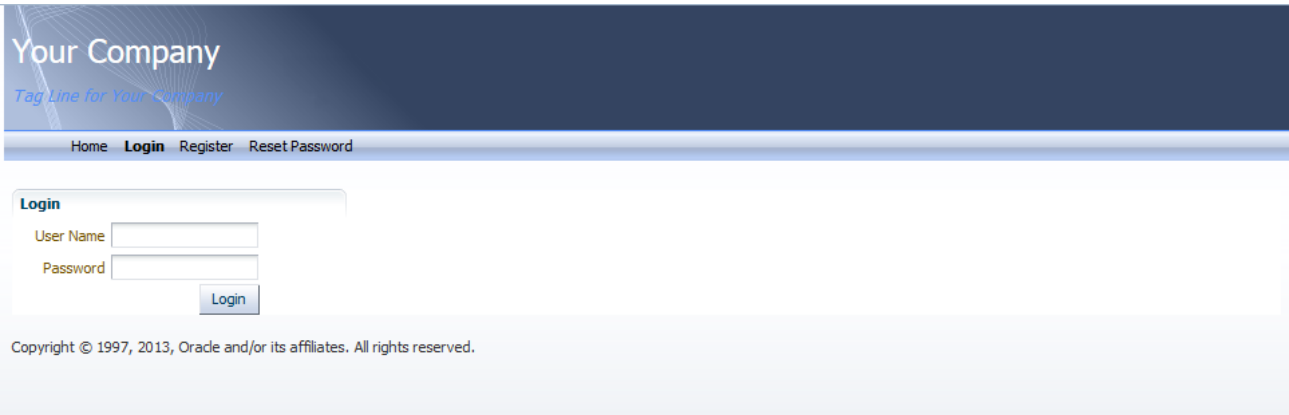 Your Company
Tag Line for Your Company
Home Login Register Reset Password
Login
User Name
Password
Login
Copyright © 1997, 2013, Oracle and/or its affiliates. All rights reserved.